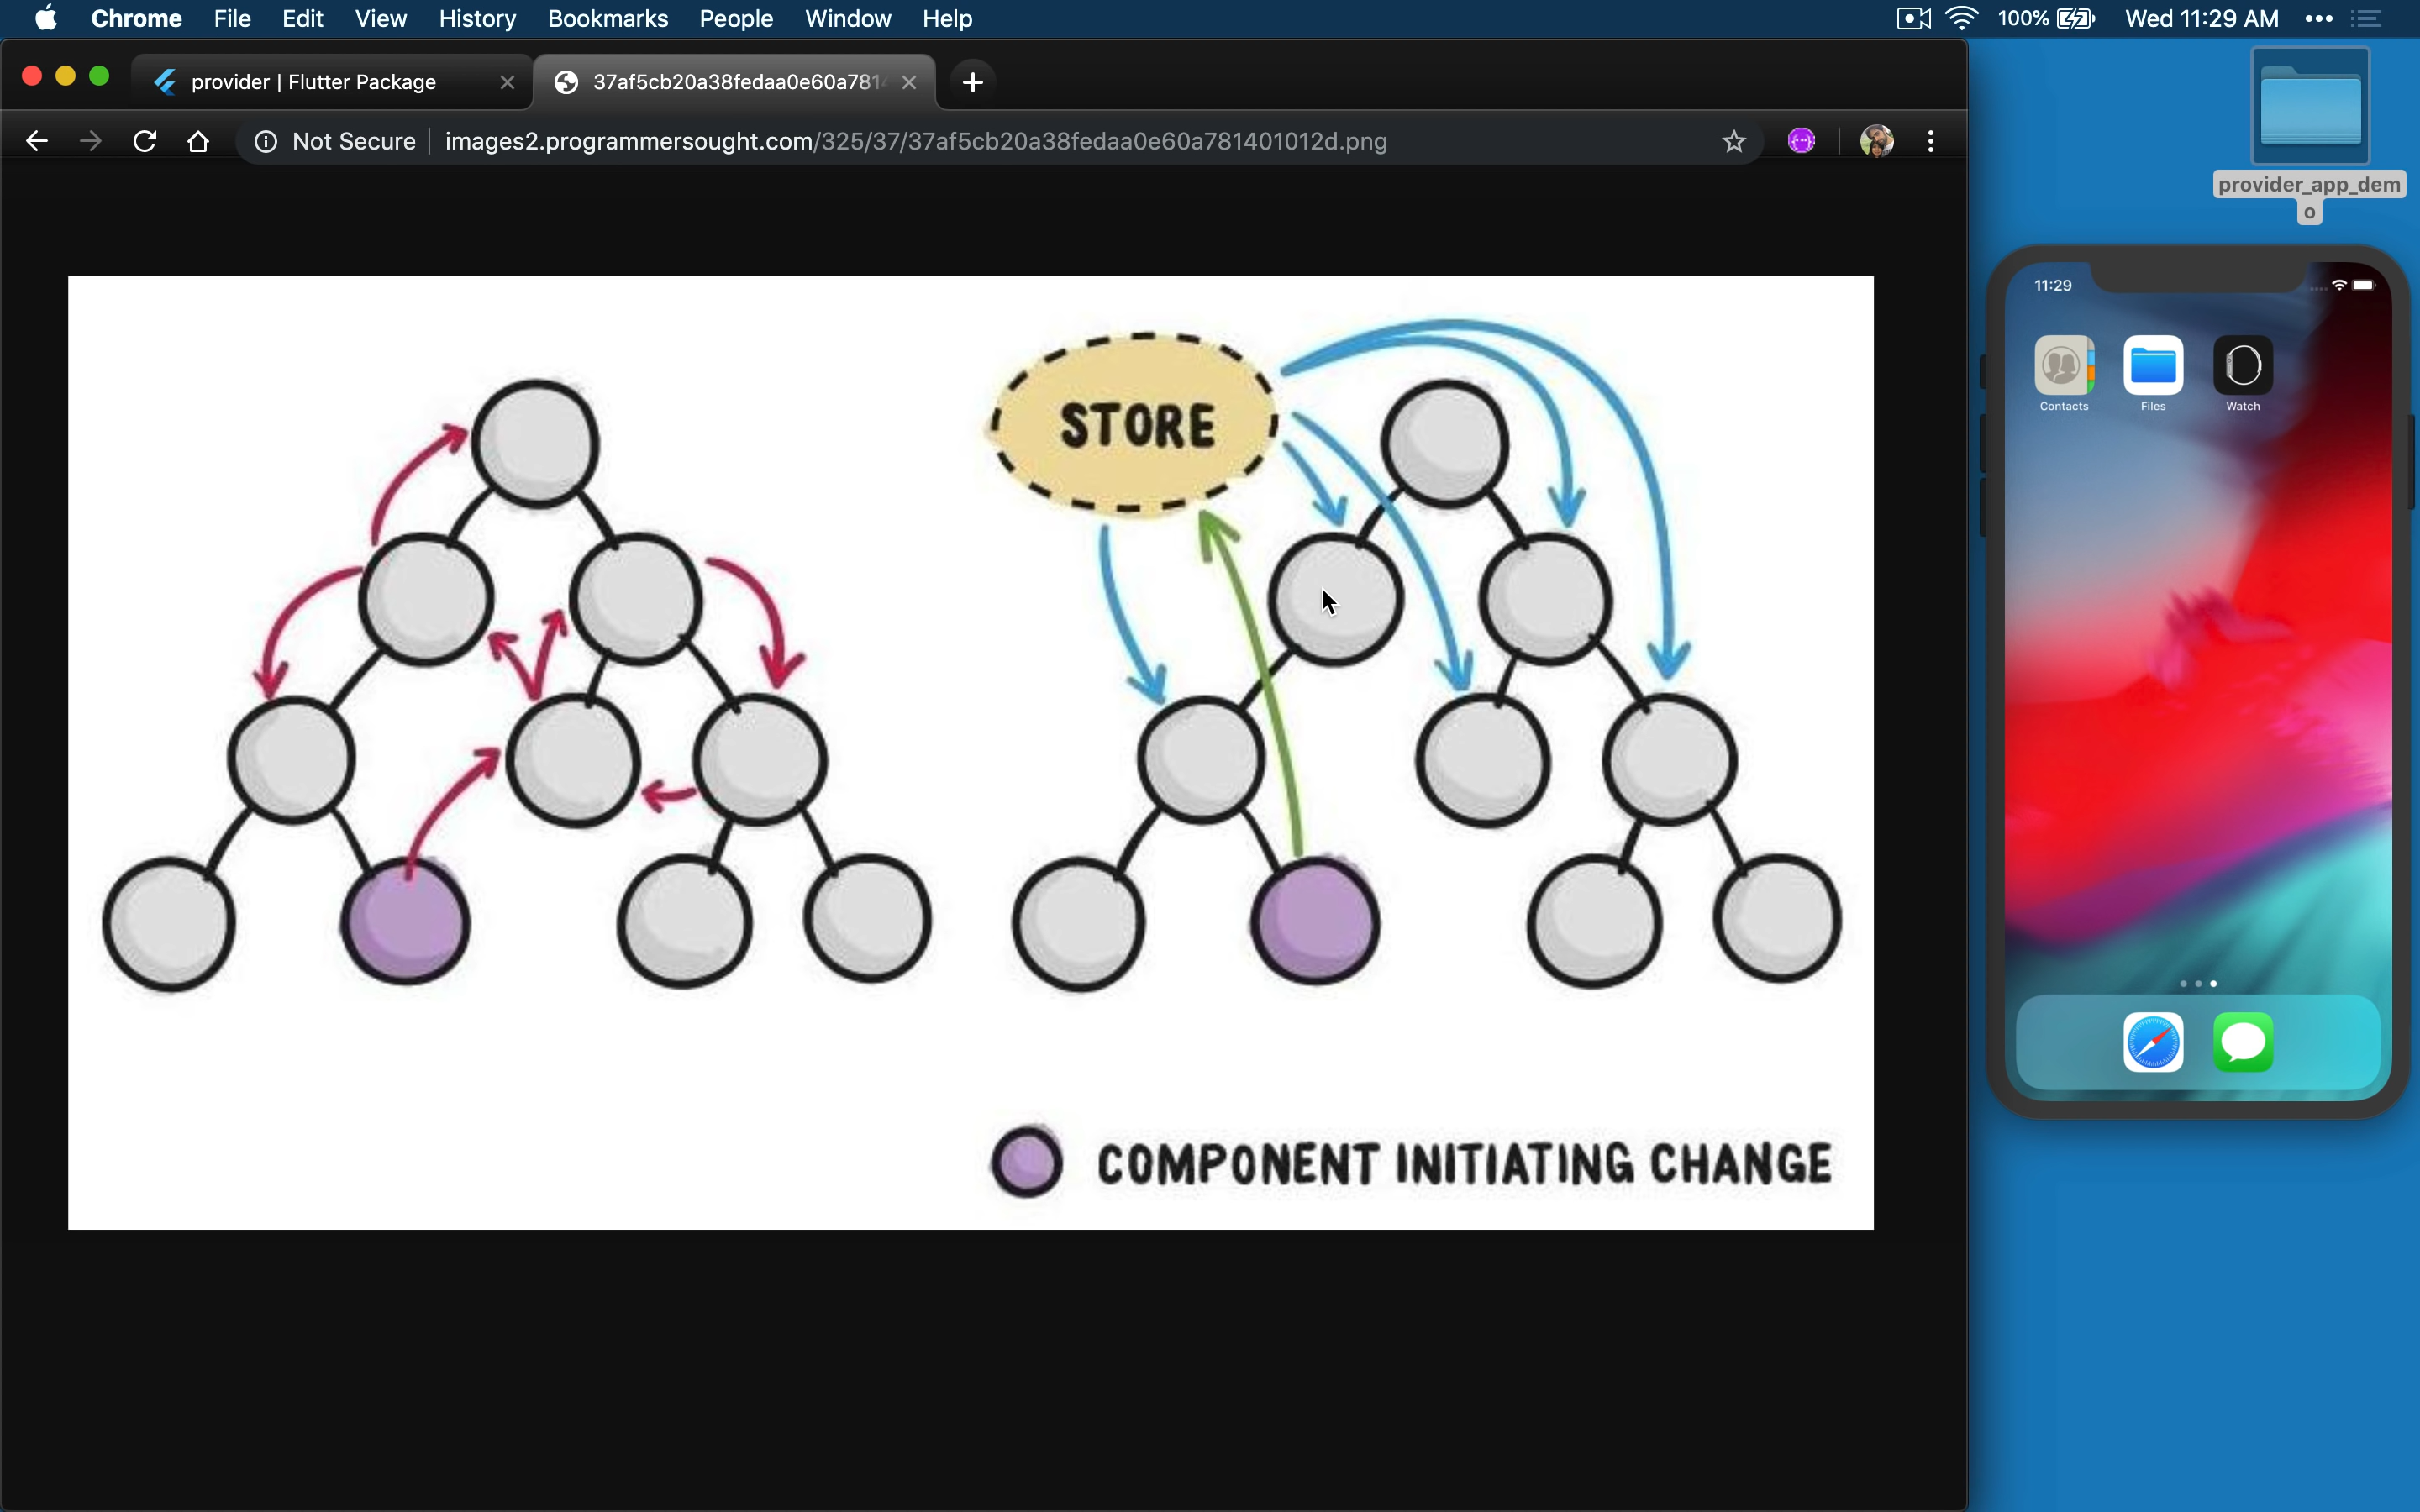 Chrome File Edit View History Bookmarks People Window Help 100% Wed 11:29 AM
provider | Flutter Package 37af5cb20a38fedaa0e60a7814
Not Secure images2.programmersought.com/325/37/37af5cb20a38fedaa0e60a781401012d.png
provider_app_dem
o
11:29
Contacts Files Watch
STORE
COMPONENT INITIATING CHANGE